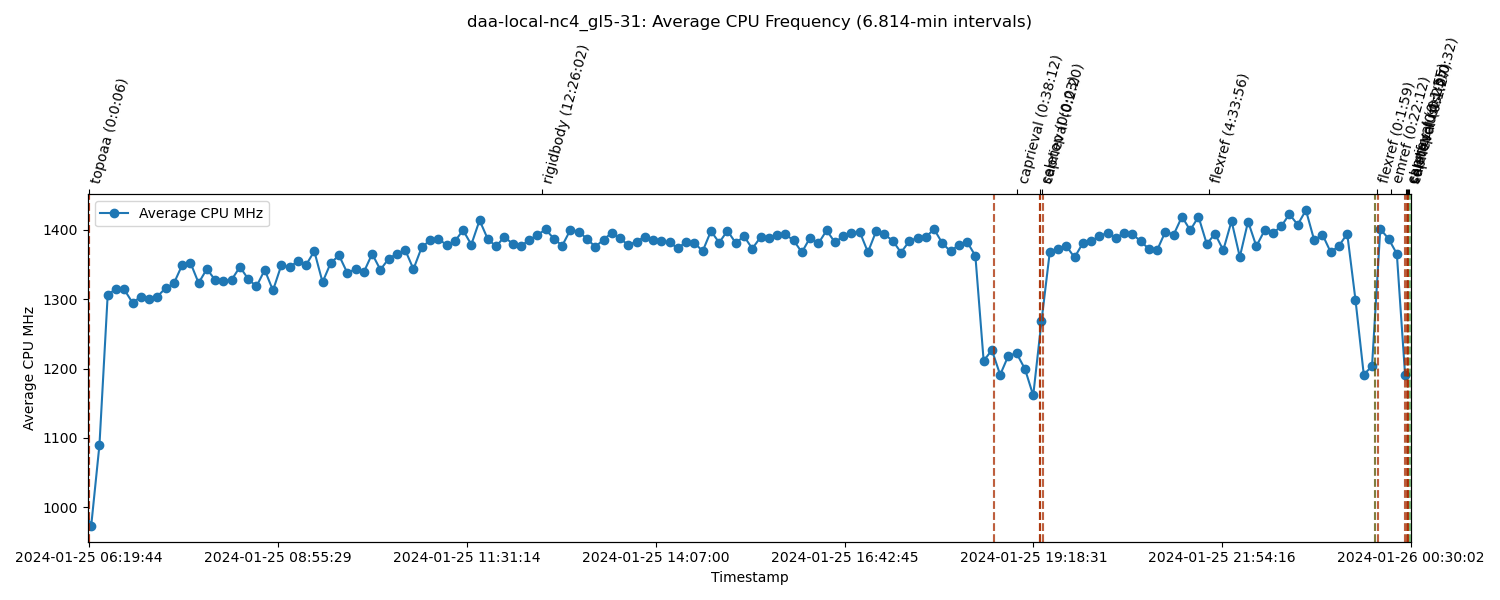 daa-local-nc4_gl5-31: Average CPU Frequency (6.814-min intervals)
topoaa (0:0:06)
rigidbody (12:26:02)
caprieval (0:38:12)
flexref (4:33:56)
flexref (0:1:59)
emref (0:22:12)
Average CPU MHz
1400
1300
1200
1100
1000
Average CPU MHz
2024-01-25 06:19:44
2024-01-25 08:55:29
2024-01-25 11:31:14
2024-01-25 14:07:00
2024-01-25 16:42:45
2024-01-25 19:18:31
2024-01-25 21:54:16
2024-01-26 00:30:02
Timestamp